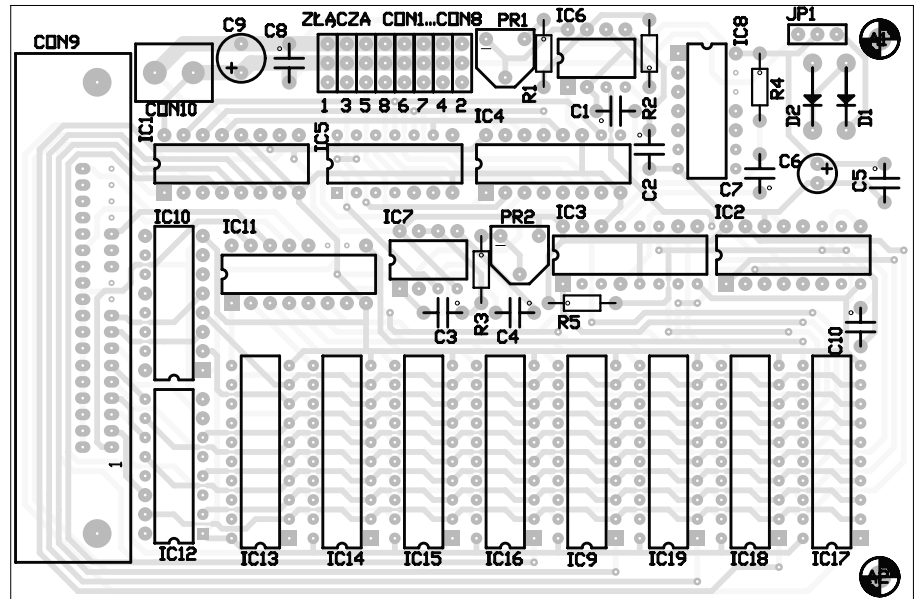 CON9
C9
C8
ZŁĄCZA CON1...CON8
PR1
IC6
IC8
JP1
CON10
1 3 5 8 6 7 4 2
R1
C1
R2
R4
D2
D1
IC1
IC5
IC4
C2
C7
C6
C5
IC10
IC11
IC7
PR2
IC3
IC2
C3
R3
C4
R5
C10
1
IC12
IC13
IC14
IC15
IC16
IC9
IC19
IC18
IC17